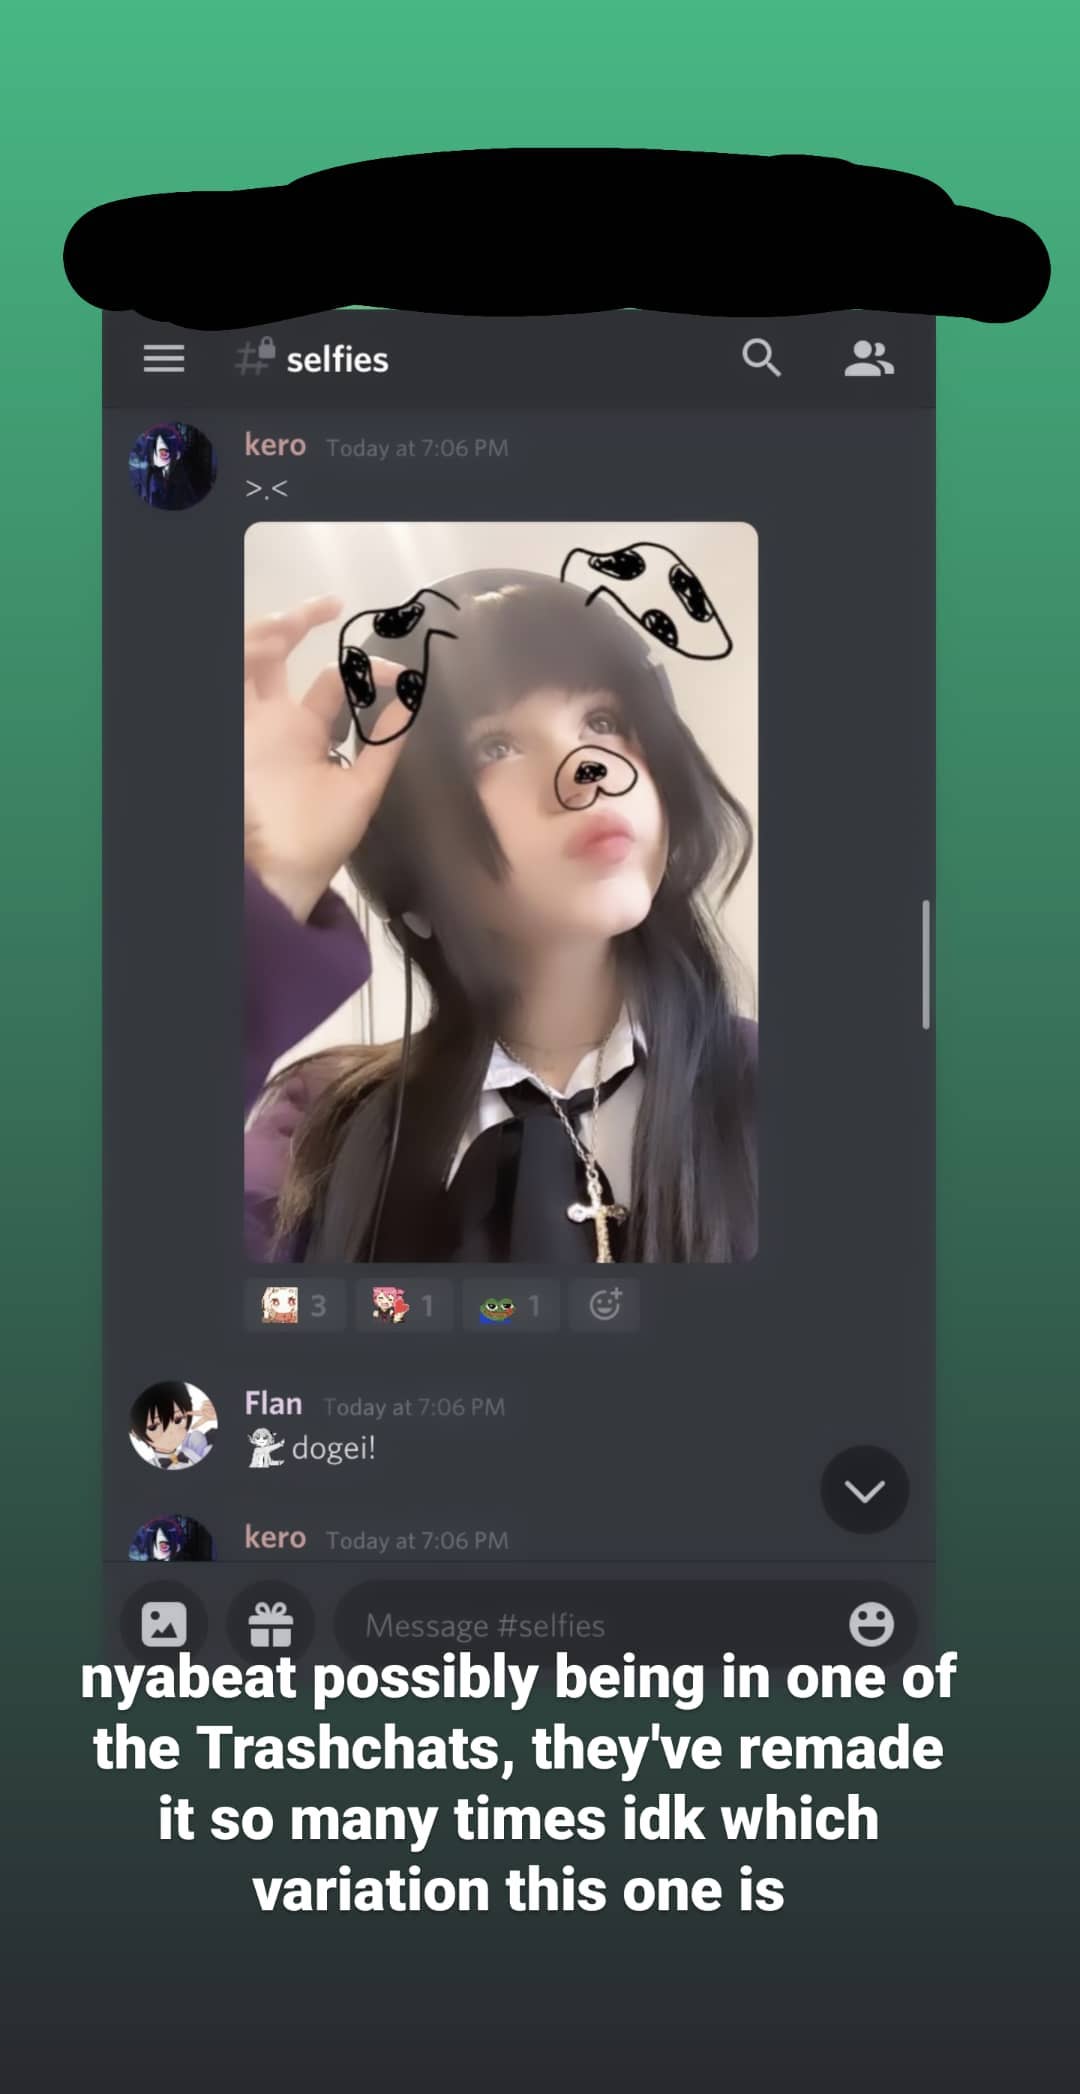 selfies
kero Today at 7:06 PM
>.<
3 1 1
Flan Today at 7:06 PM
dogei!
kero Today at 7:06 PM
Message #selfies
nyabeat possibly being in one of
the Trashchats, they've remade
it so many times idk which
variation this one is